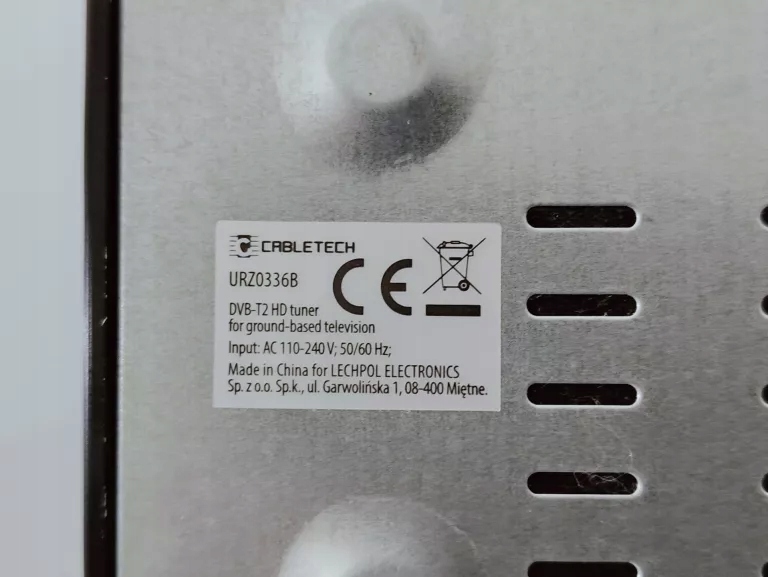 CABLETECH
URZ0336B
CE
DVB-T2 HD tuner
for ground-based television
Input: AC 110-240 V; 50/60 Hz;
Made in China for LECHPOL ELECTRONICS
Sp. z o.o. Sp.k., ul. Garwolińska 1, 08-400 Miętne.